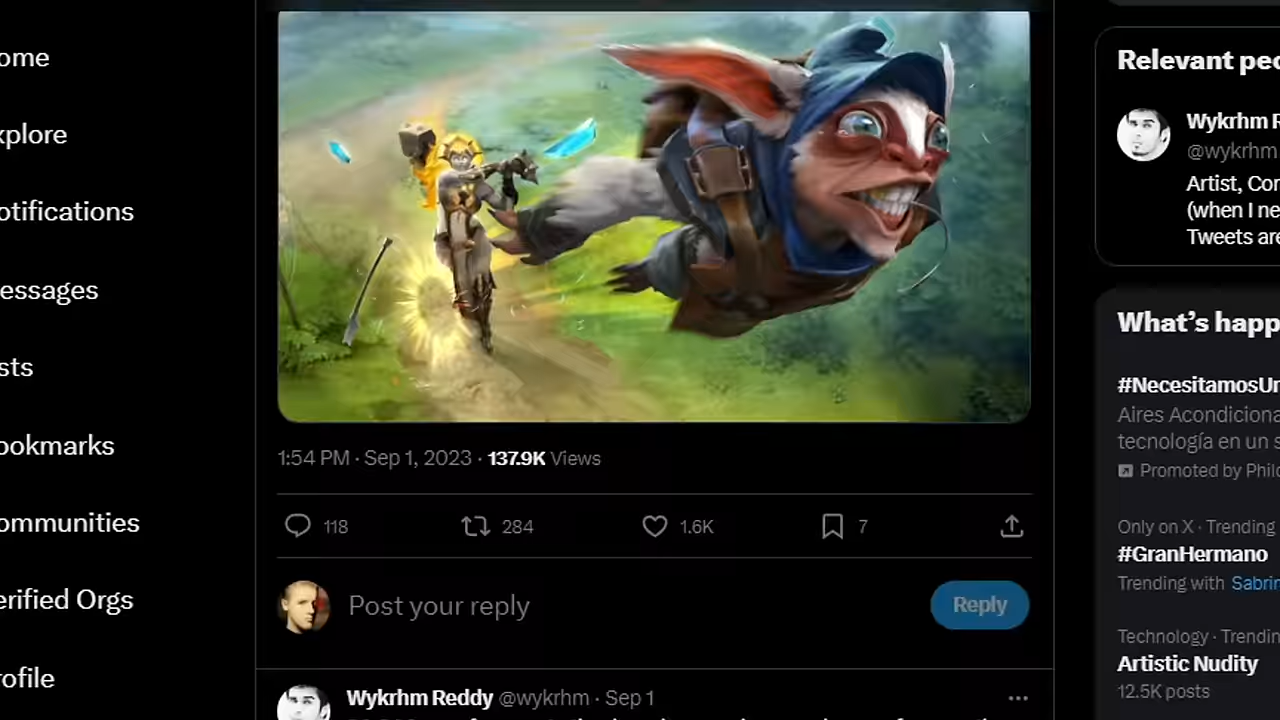 ome
xplore
otifications
essages
sts
ookmarks
ommunities
erified Orgs
rofile
1:54 PM · Sep 1, 2023 · 137.9K Views
118 284 1.6K 7
Post your reply
Reply
Wykrhm Reddy @wykrhm · Sep 1
Relevant peo
Wykrhm R
@wykrhm
Artist, Cor
(when I ne
Tweets are
What's happ
#NecesitamosUn
Aires Acondiciona
tecnología en un s
Promoted by Philc
Only on X · Trending
#GranHermano
Trending with Sabrin
Technology · Trendin
Artistic Nudity
12.5K posts